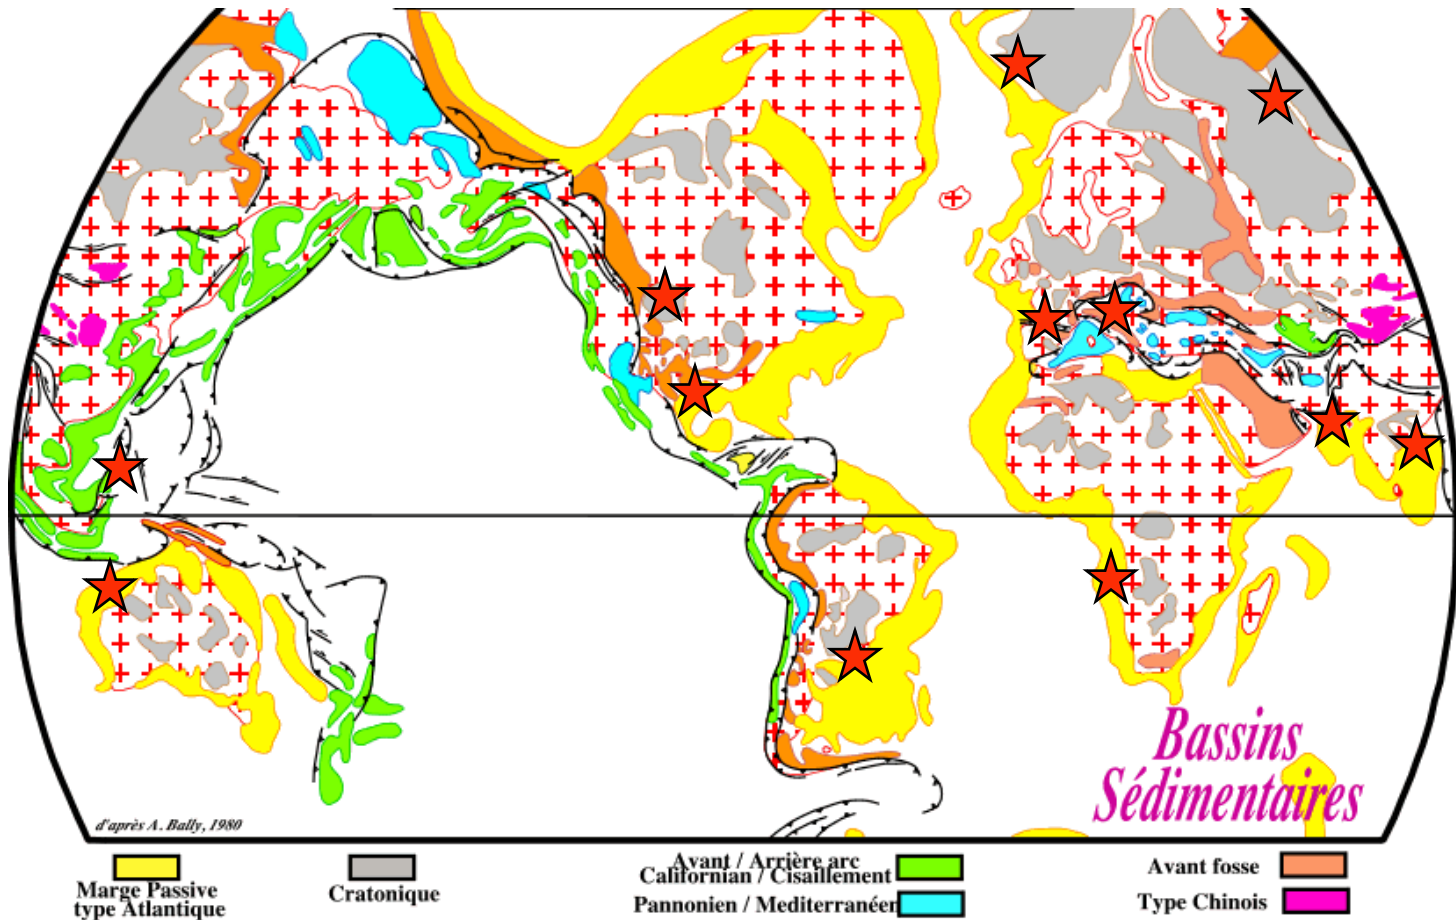 Bassins
Sédimentaires
d'après A. Bally, 1980
Marge Passive
type Atlantique
Cratonique
Avant / Arrière arc
Californian / Cisaillement
Pannonien / Mediterranéen
Avant fosse
Type Chinois